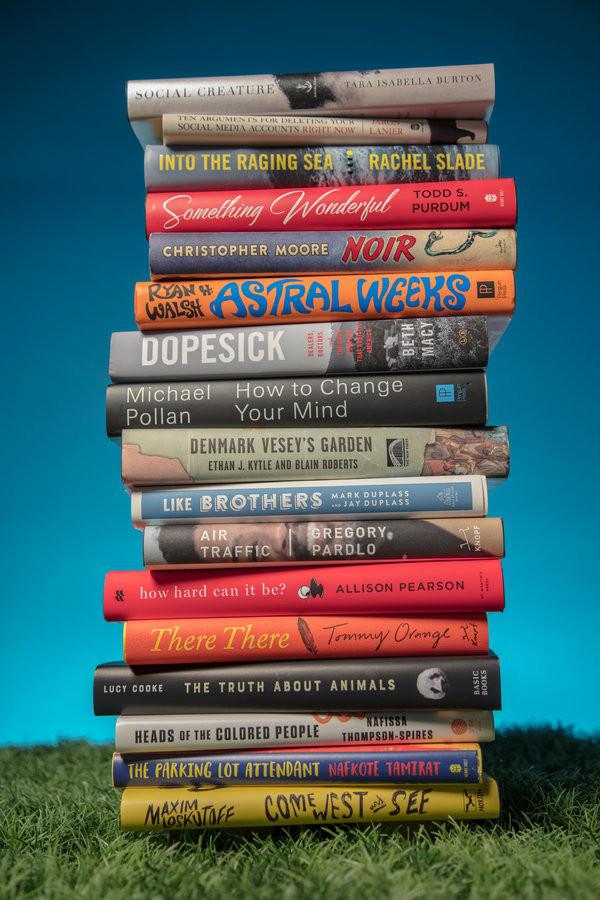 SOCIAL CREATURE TARA ISABELLA BURTON
TEN ARGUMENTS FOR DELETING YOUR
SOCIAL MEDIA ACCOUNTS RIGHT NOW
JARON
LANIER
INTO THE RAGING SEA RACHEL SLADE
Something Wonderful
TODD S.
PURDUM
CHRISTOPHER MOORE NOIR
RYAN H.
WALSH
ASTRAL WEEKS
DOPESICK
DEALERS,
DOCTORS,
BETH
MACY
Michael
Pollan
How to Change
Your Mind
DENMARK VESEY'S GARDEN
ETHAN J. KYTLE AND BLAIN ROBERTS
LIKE BROTHERS
MARK DUPLASS
AND JAY DUPLASS
AIR
TRAFFIC
GREGORY
PARDLO
KNOPF
how hard can it be? ALLISON PEARSON
There There Tommy Orange
Knopf
LUCY COOKE THE TRUTH ABOUT ANIMALS
BASIC
BOOKS
HEADS OF THE COLORED PEOPLE
NAFISSA
THOMPSON-SPIRES
THE PARKING LOT ATTENDANT NAFKOTE TAMIRAT
MAXIM
LOSKUTOFF
COME WEST AND SEE
NORTON